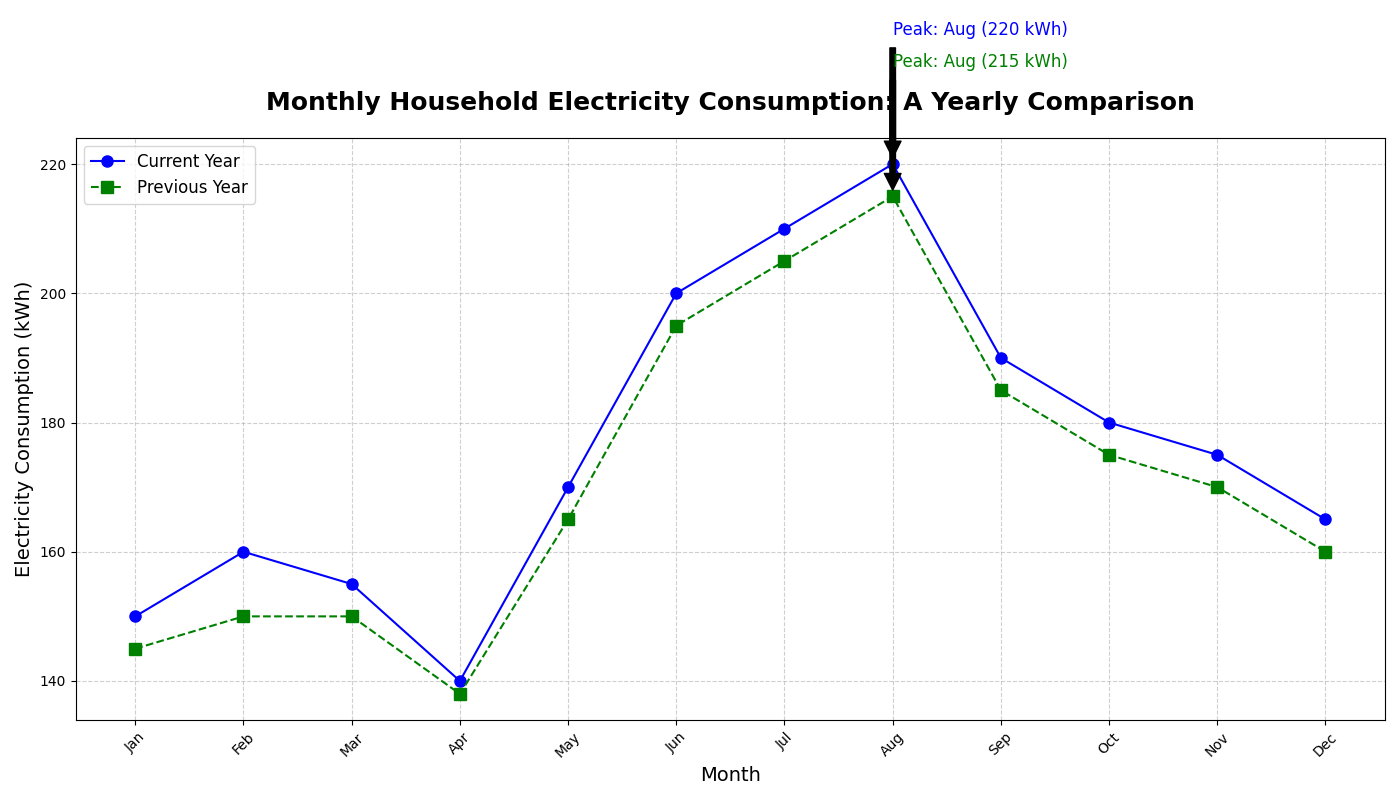 Peak: Aug (220 kWh)
Peak: Aug (215 kWh)
Monthly Household Electricity Consumption: A Yearly Comparison
Current Year
Previous Year
220
200
180
160
140
Electricity Consumption (kWh)
Jan
Feb
Mar
Apr
May
Jun
Jul
Aug
Sep
Oct
Nov
Dec
Month